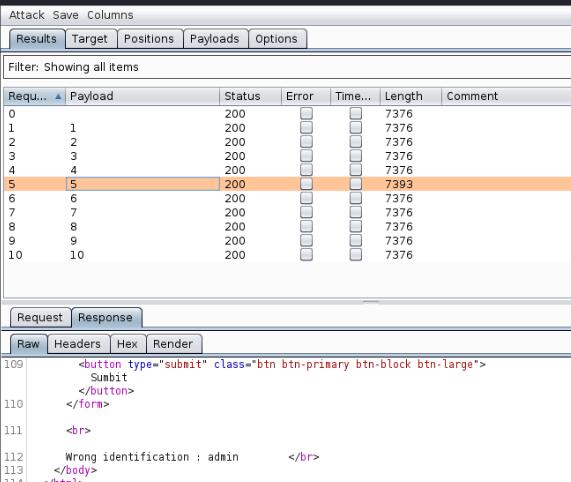 Attack Save Columns
Results Target Positions Payloads Options
Filter: Showing all items
Requ... Payload Status Error Time... Length Comment
0 200 7376
1 1 200 7376
2 2 200 7376
3 3 200 7376
4 4 200 7376
5 5 200 7393
6 6 200 7376
7 7 200 7376
8 8 200 7376
9 9 200 7376
10 10 200 7376
Request Response
Raw Headers Hex Render
109 <button type="submit" class="btn btn-primary btn-block btn-large">
Sumbit
</button>
110 </form>
111 <br>
112 Wrong identification : admin </br>
113 </body>
114 </html>